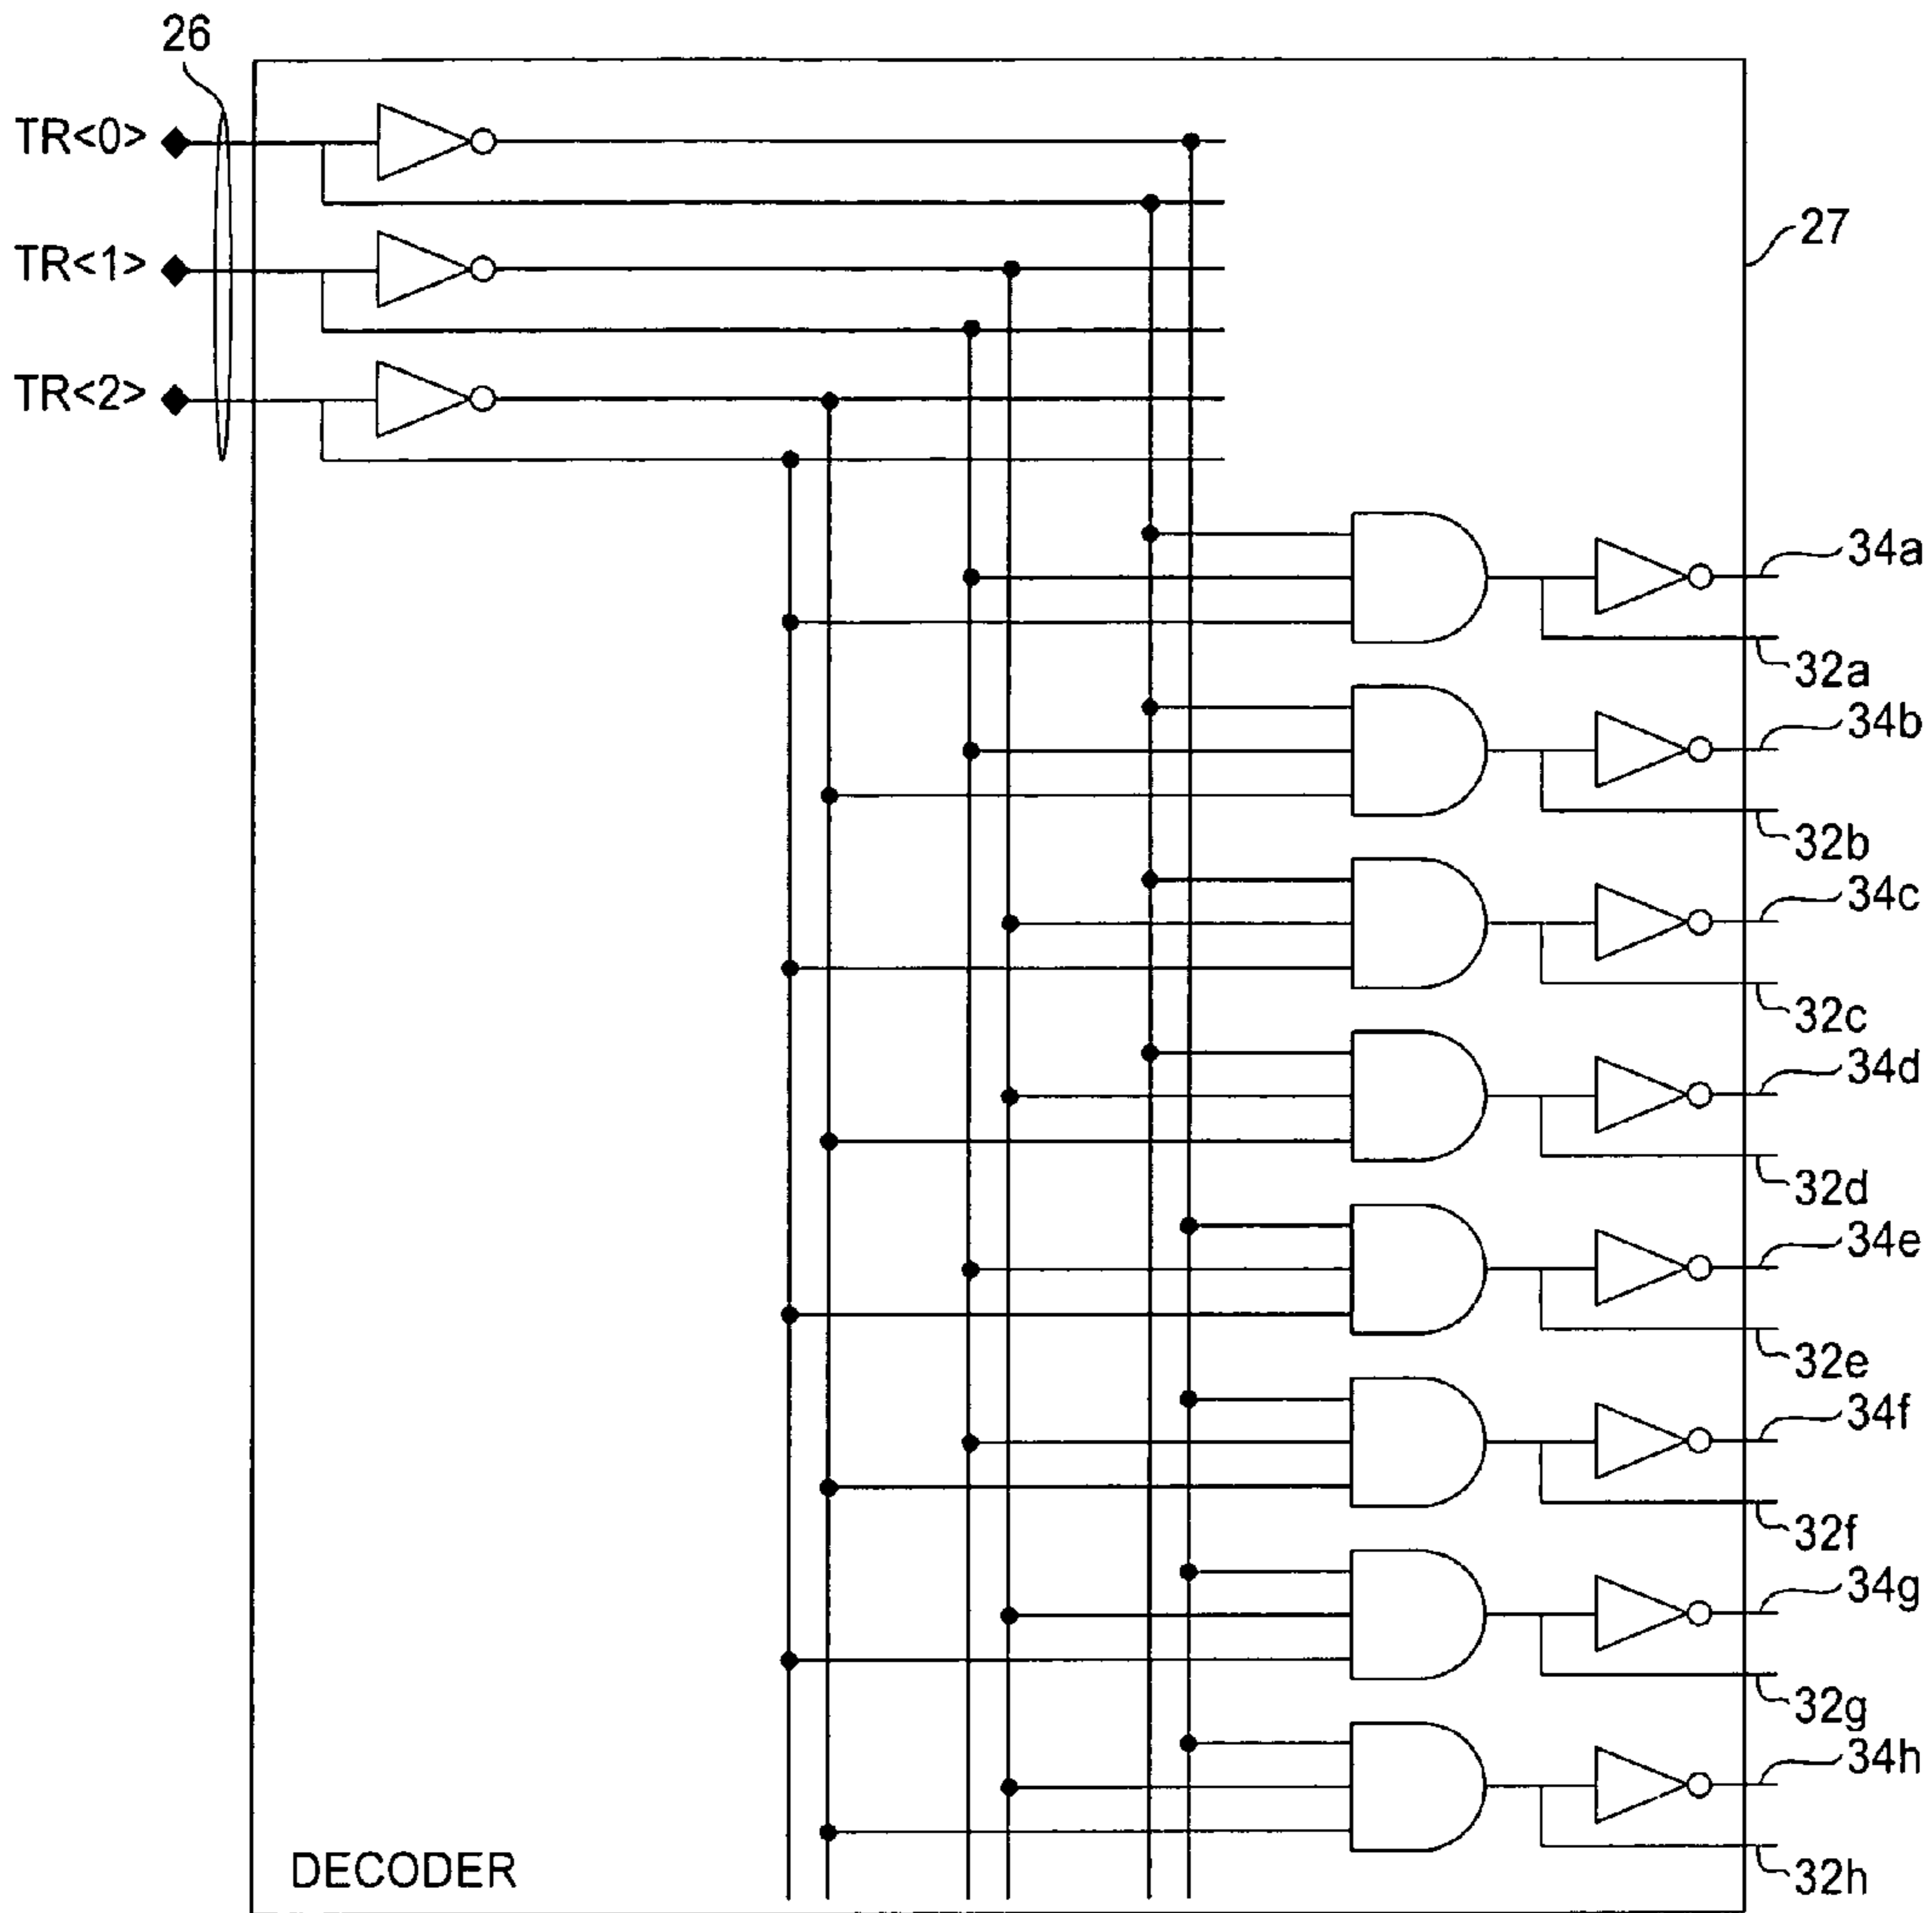 26
TR<0>
27
TR<1>
TR<2>
34a
32a
34b
32b
34c
32c
34d
32d
34e
32e
34f
32f
34g
32g
34h
32h
DECODER